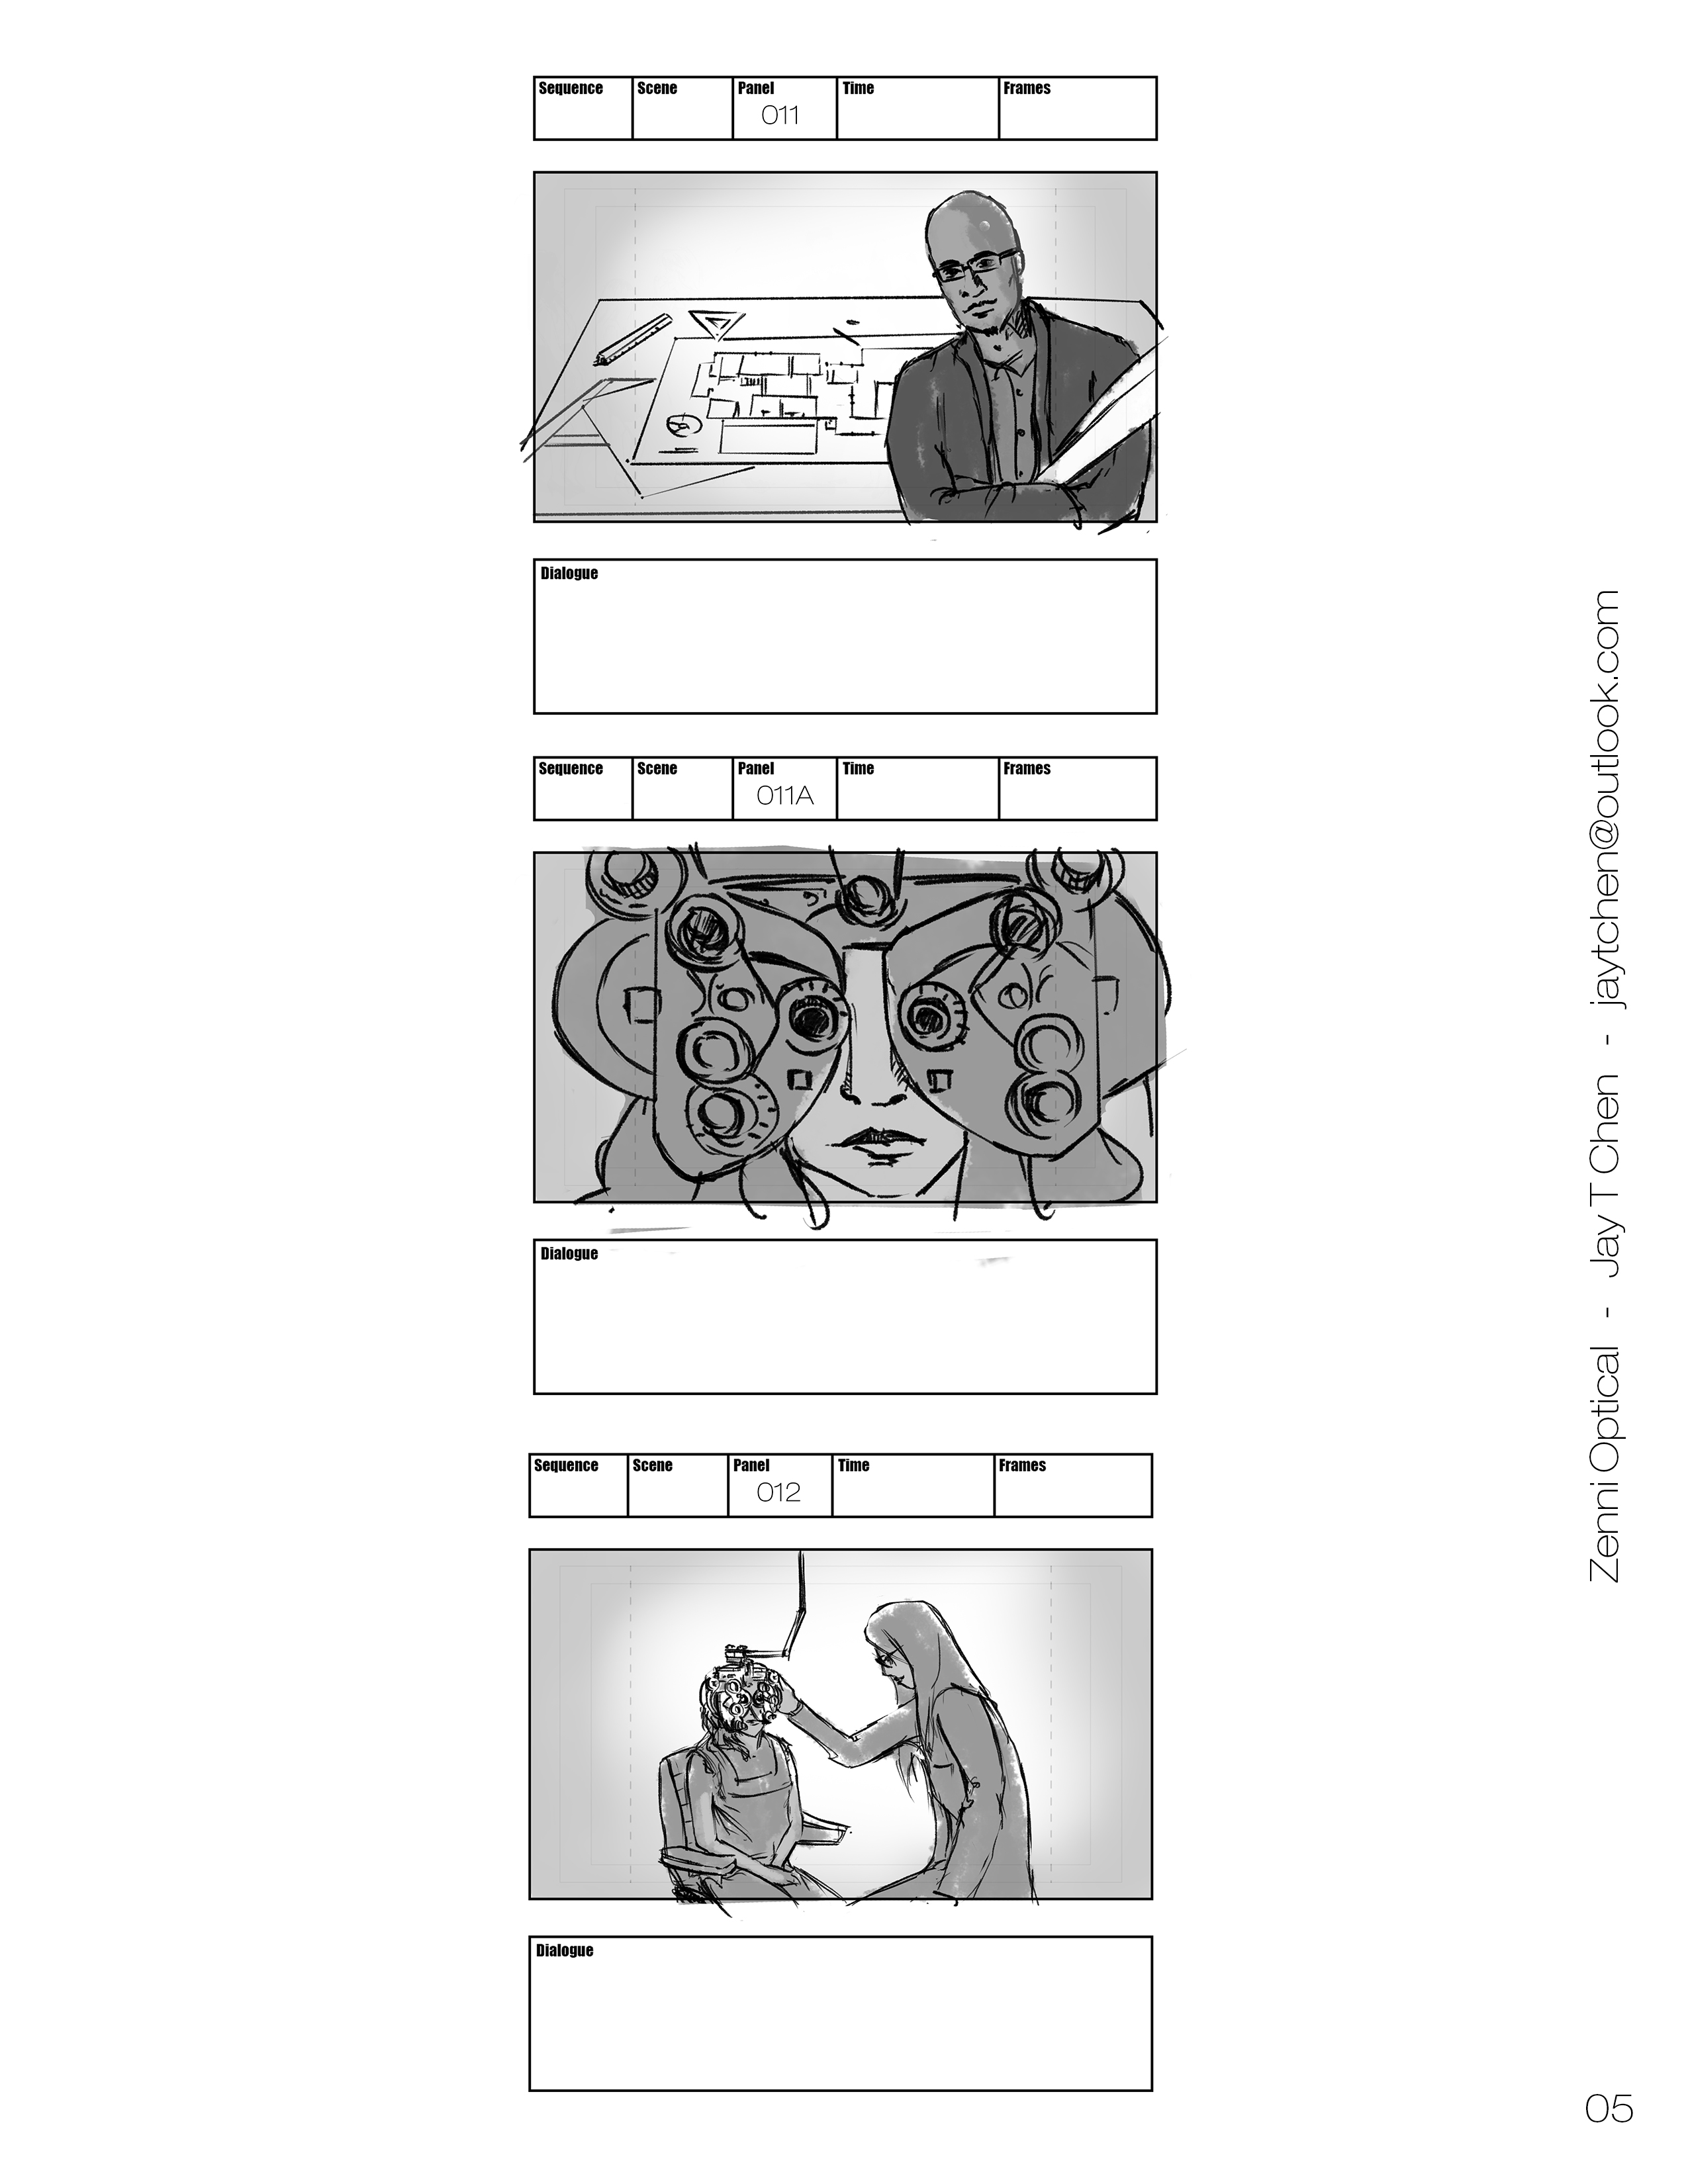 Sequence Scene Panel Time Frames
011
Dialogue
Sequence Scene Panel Time Frames
011A
Dialogue
Sequence Scene Panel Time Frames
012
Dialogue
Zenni Optical - Jay T Chen - jaytchen@outlook.com
05